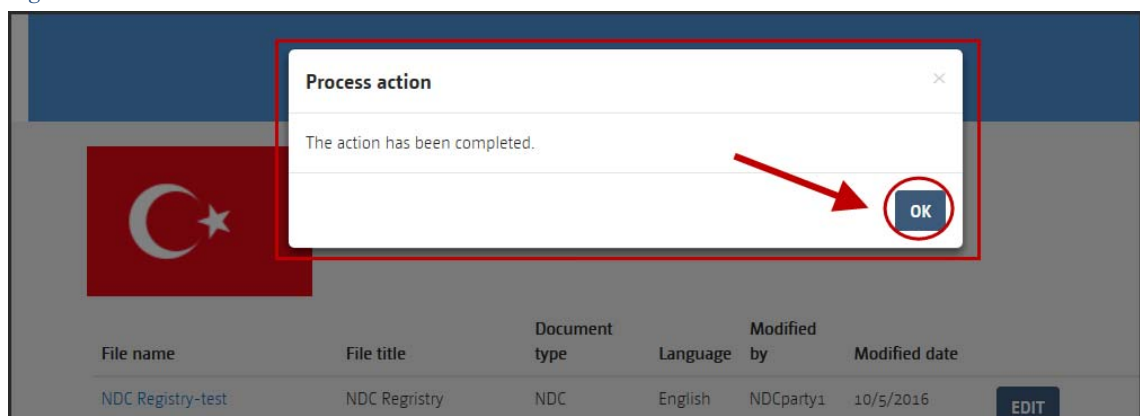 Process action
×
The action has been completed.
OK
Document Modified
File name File title type Language by Modified date
NDC Registry-test NDC Regristry NDC English NDCparty1 10/5/2016 EDIT